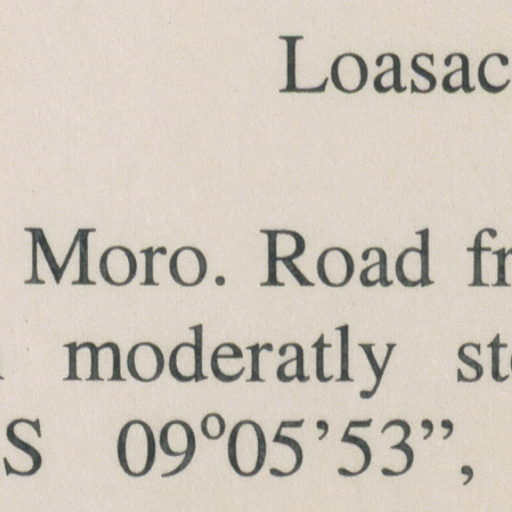 Loasac
Moro. Road fr
moderatly st
S 09º05’53”,